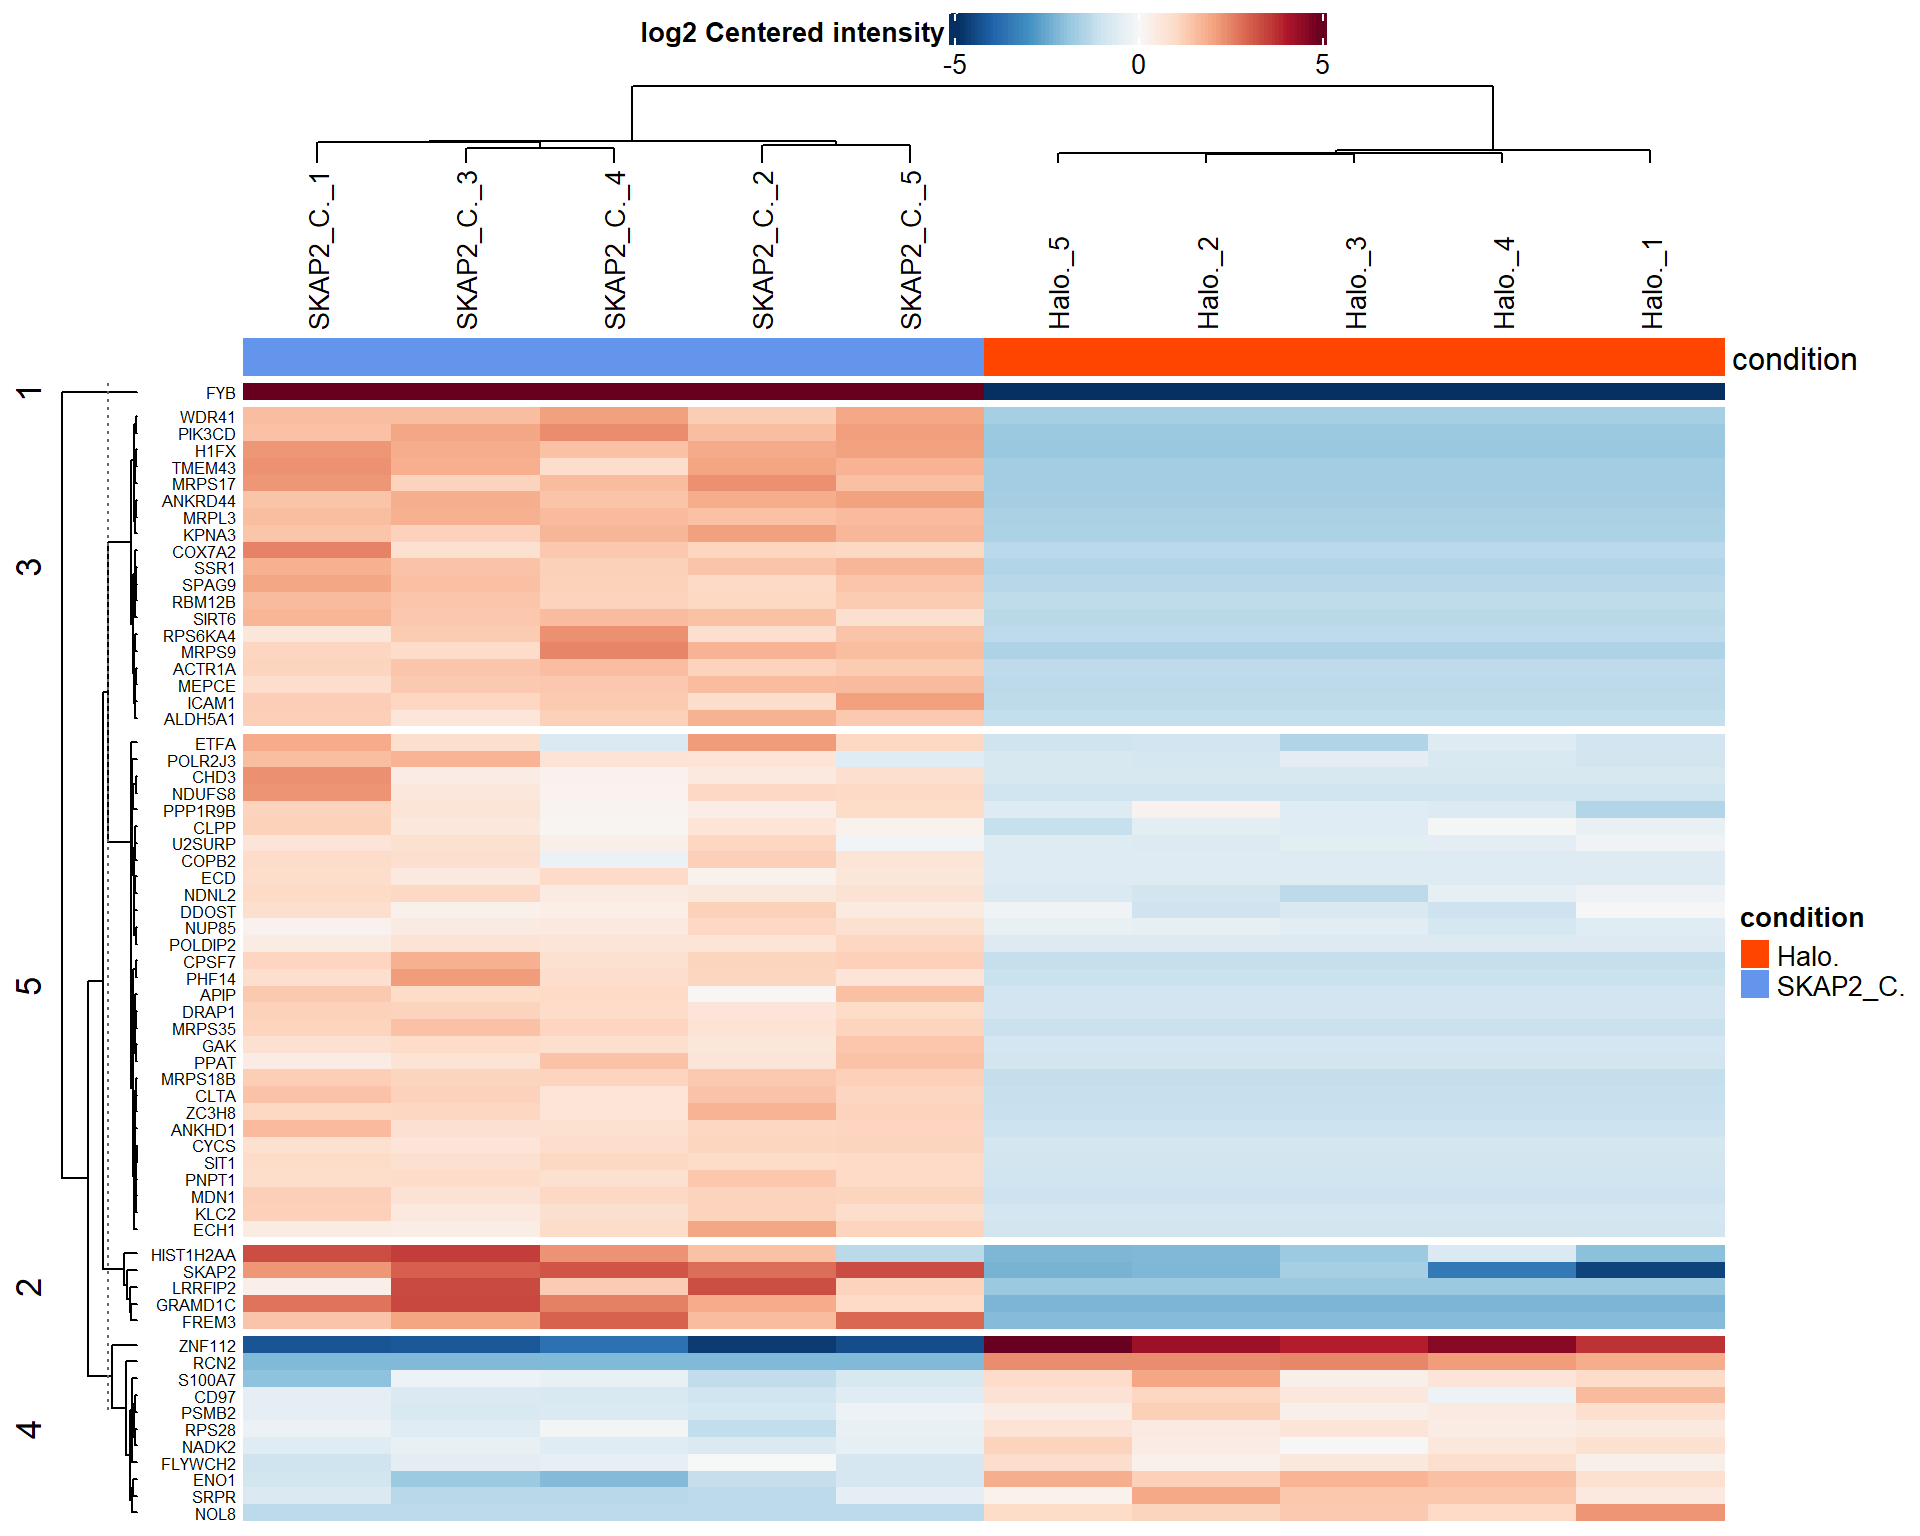 log2 Centered intensity
-5 0 5
SKAP2_C._1
SKAP2_C._3
SKAP2_C._4
SKAP2_C._2
SKAP2_C._5
Halo._5
Halo._2
Halo._3
Halo._4
Halo._1
condition
1
FYB
3
WDR41
PIK3CD
H1FX
TMEM43
MRPS17
ANKRD44
MRPL3
KPNA3
COX7A2
SSR1
SPAG9
RBM12B
SIRT6
RPS6KA4
MRPS9
ACTR1A
MEPCE
ICAM1
ALDH5A1
5
ETFA
POLR2J3
CHD3
NDUFS8
PPP1R9B
CLPP
U2SURP
COPB2
ECD
NDNL2
DDOST
NUP85
POLDIP2
CPSF7
PHF14
APIP
DRAP1
MRPS35
GAK
PPAT
MRPS18B
CLTA
ZC3H8
ANKHD1
CYCS
SIT1
PNPT1
MDN1
KLC2
ECH1
2
HIST1H2AA
SKAP2
LRRFIP2
GRAMD1C
FREM3
4
ZNF112
RCN2
S100A7
CD97
PSMB2
RPS28
NADK2
FLYWCH2
ENO1
SRPR
NOL8
condition
Halo.
SKAP2_C.